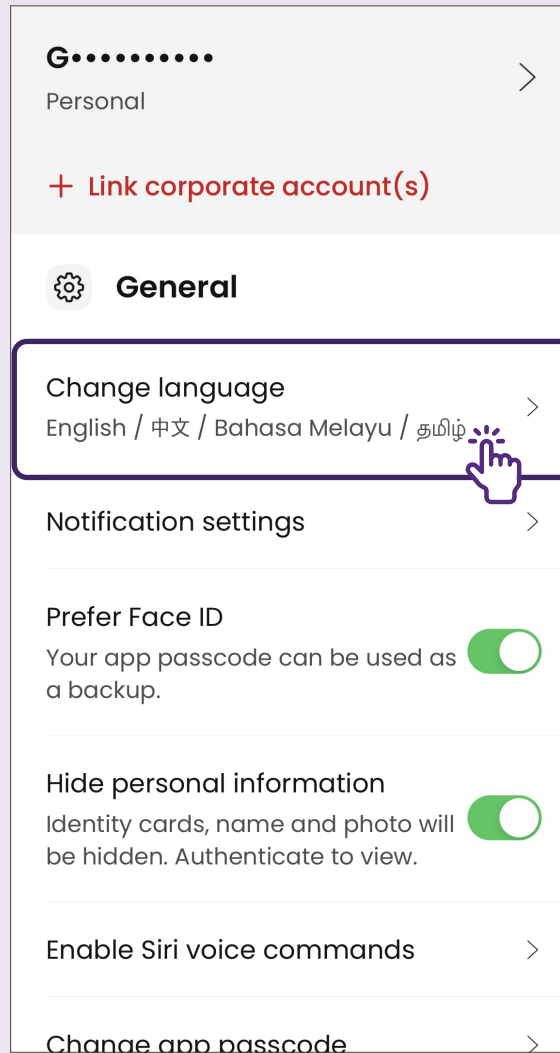 G••••••••••
Personal
+ Link corporate account(s)
General
Change language
English / 中文 / Bahasa Melayu / தமிழ்
Notification settings
Prefer Face ID
Your app passcode can be used as
a backup.
Hide personal information
Identity cards, name and photo will
be hidden. Authenticate to view.
Enable Siri voice commands
Change app passcode